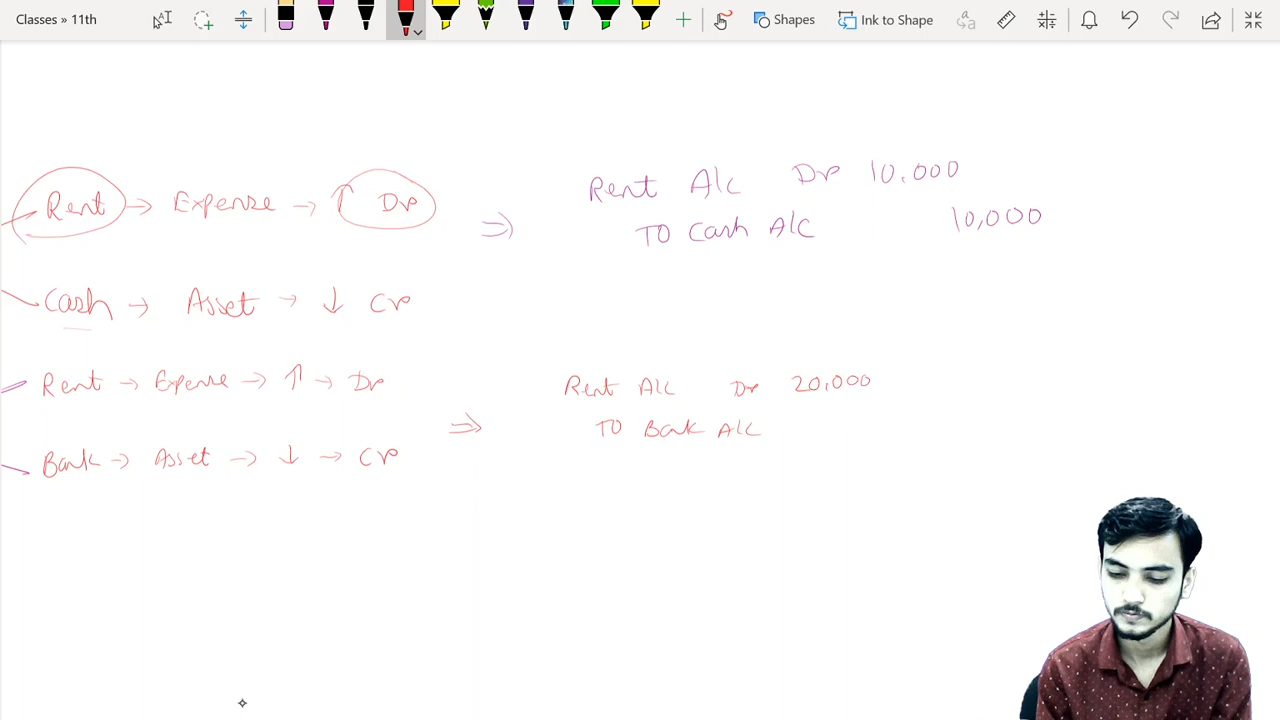 Classes » 11th
Shapes
Ink to Shape
Rent → Expense → ↑ Dr
⇒
Rent A/c Dr 10,000
TO Cash A/c 10,000
Cash → Asset → ↓ Cr
Rent → Expense → ↑ → Dr
Bank → Asset → ↓ → Cr
⇒
Rent A/c Dr 20,000
TO Bank A/c